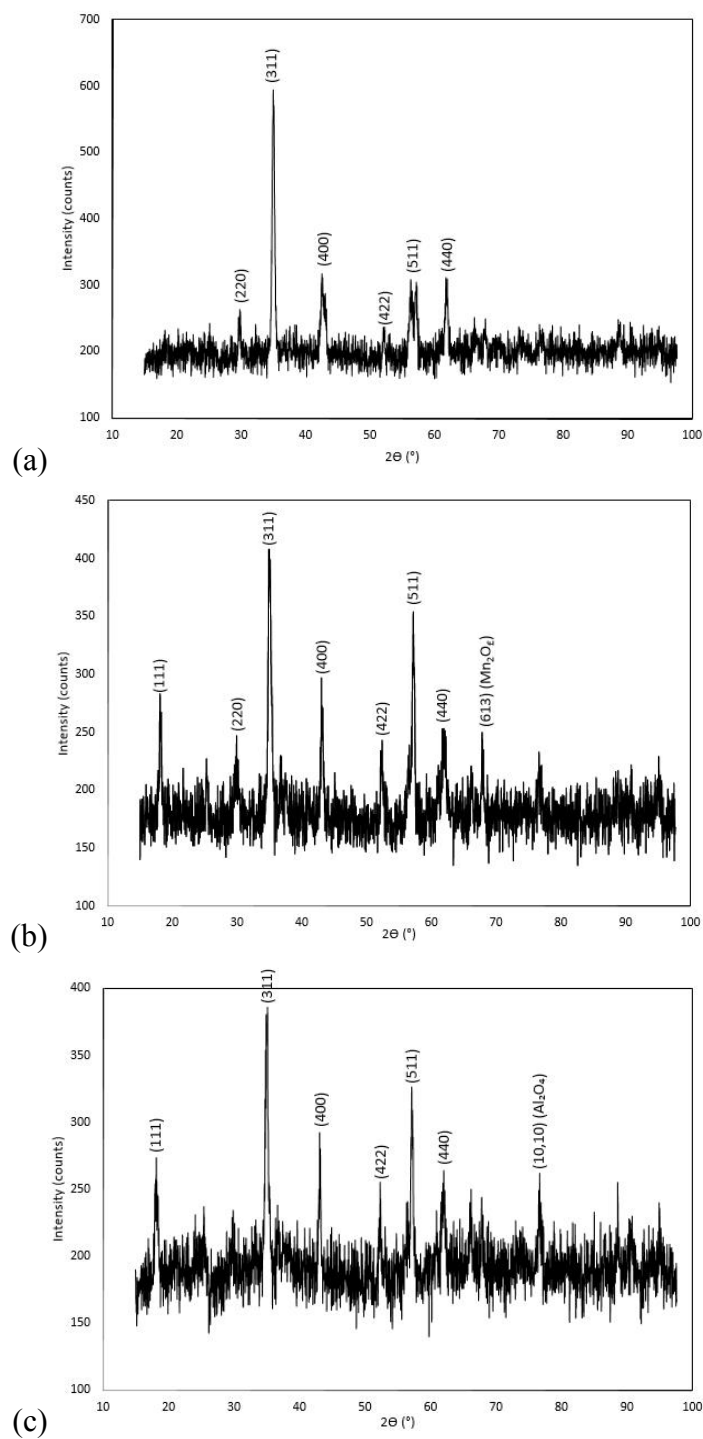 700
600
500
400
300
200
100
Intensity (counts)
(220)
(311)
(400)
(422)
(511)
(440)
10 20 30 40 50 60 70 80 90 100
2Θ (°)
(a)
450
400
350
300
250
200
150
100
Intensity (counts)
(111)
(220)
(311)
(400)
(422)
(511)
(440)
(613) (Mn₂O
10 20 30 40 50 60 70 80 90 100
2Θ (°)
(b)
400
350
300
250
200
150
100
Intensity (counts)
(111)
(311)
(400)
(422)
(511)
(440)
(10,10) (Al₂O₄)
10 20 30 40 50 60 70 80 90 100
2Θ (°)
(c)